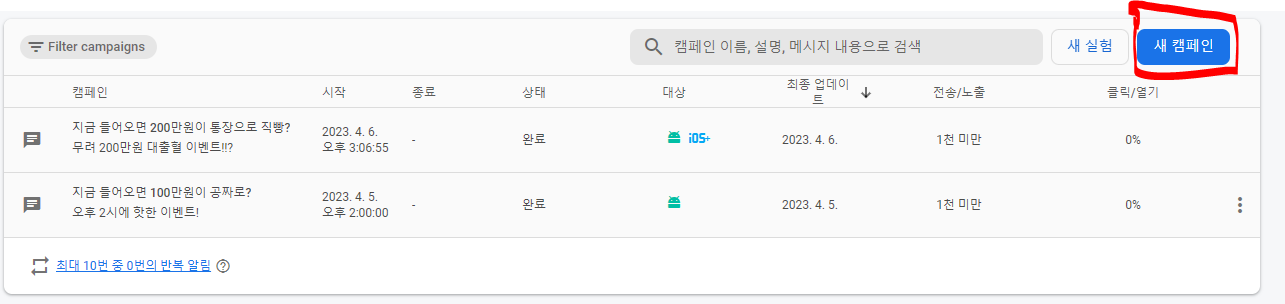 Filter campaigns
캠페인 이름, 설명, 메시지 내용으로 검색
새 실험
새 캠페인
캠페인
시작
종료
상태
대상
최종 업데이
트
전송/노출
클릭/열기
지금 들어오면 200만원이 통장으로 직빵?
무려 200만원 대출혈 이벤트!!?
2023. 4. 6.
오후 3:06:55
-
완료
iOS+
2023. 4. 6.
1천 미만
0%
지금 들어오면 100만원이 공짜로?
오후 2시에 핫한 이벤트!
2023. 4. 5.
오후 2:00:00
-
완료
2023. 4. 5.
1천 미만
0%
최대 10번 중 0번의 반복 알림